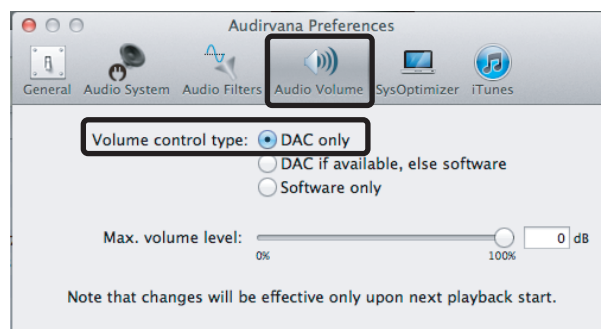 Audirvana Preferences
General Audio System Audio Filters Audio Volume SysOptimizer iTunes
Volume control type: DAC only
DAC if available, else software
Software only
Max. volume level: 0 dB
0% 100%
Note that changes will be effective only upon next playback start.